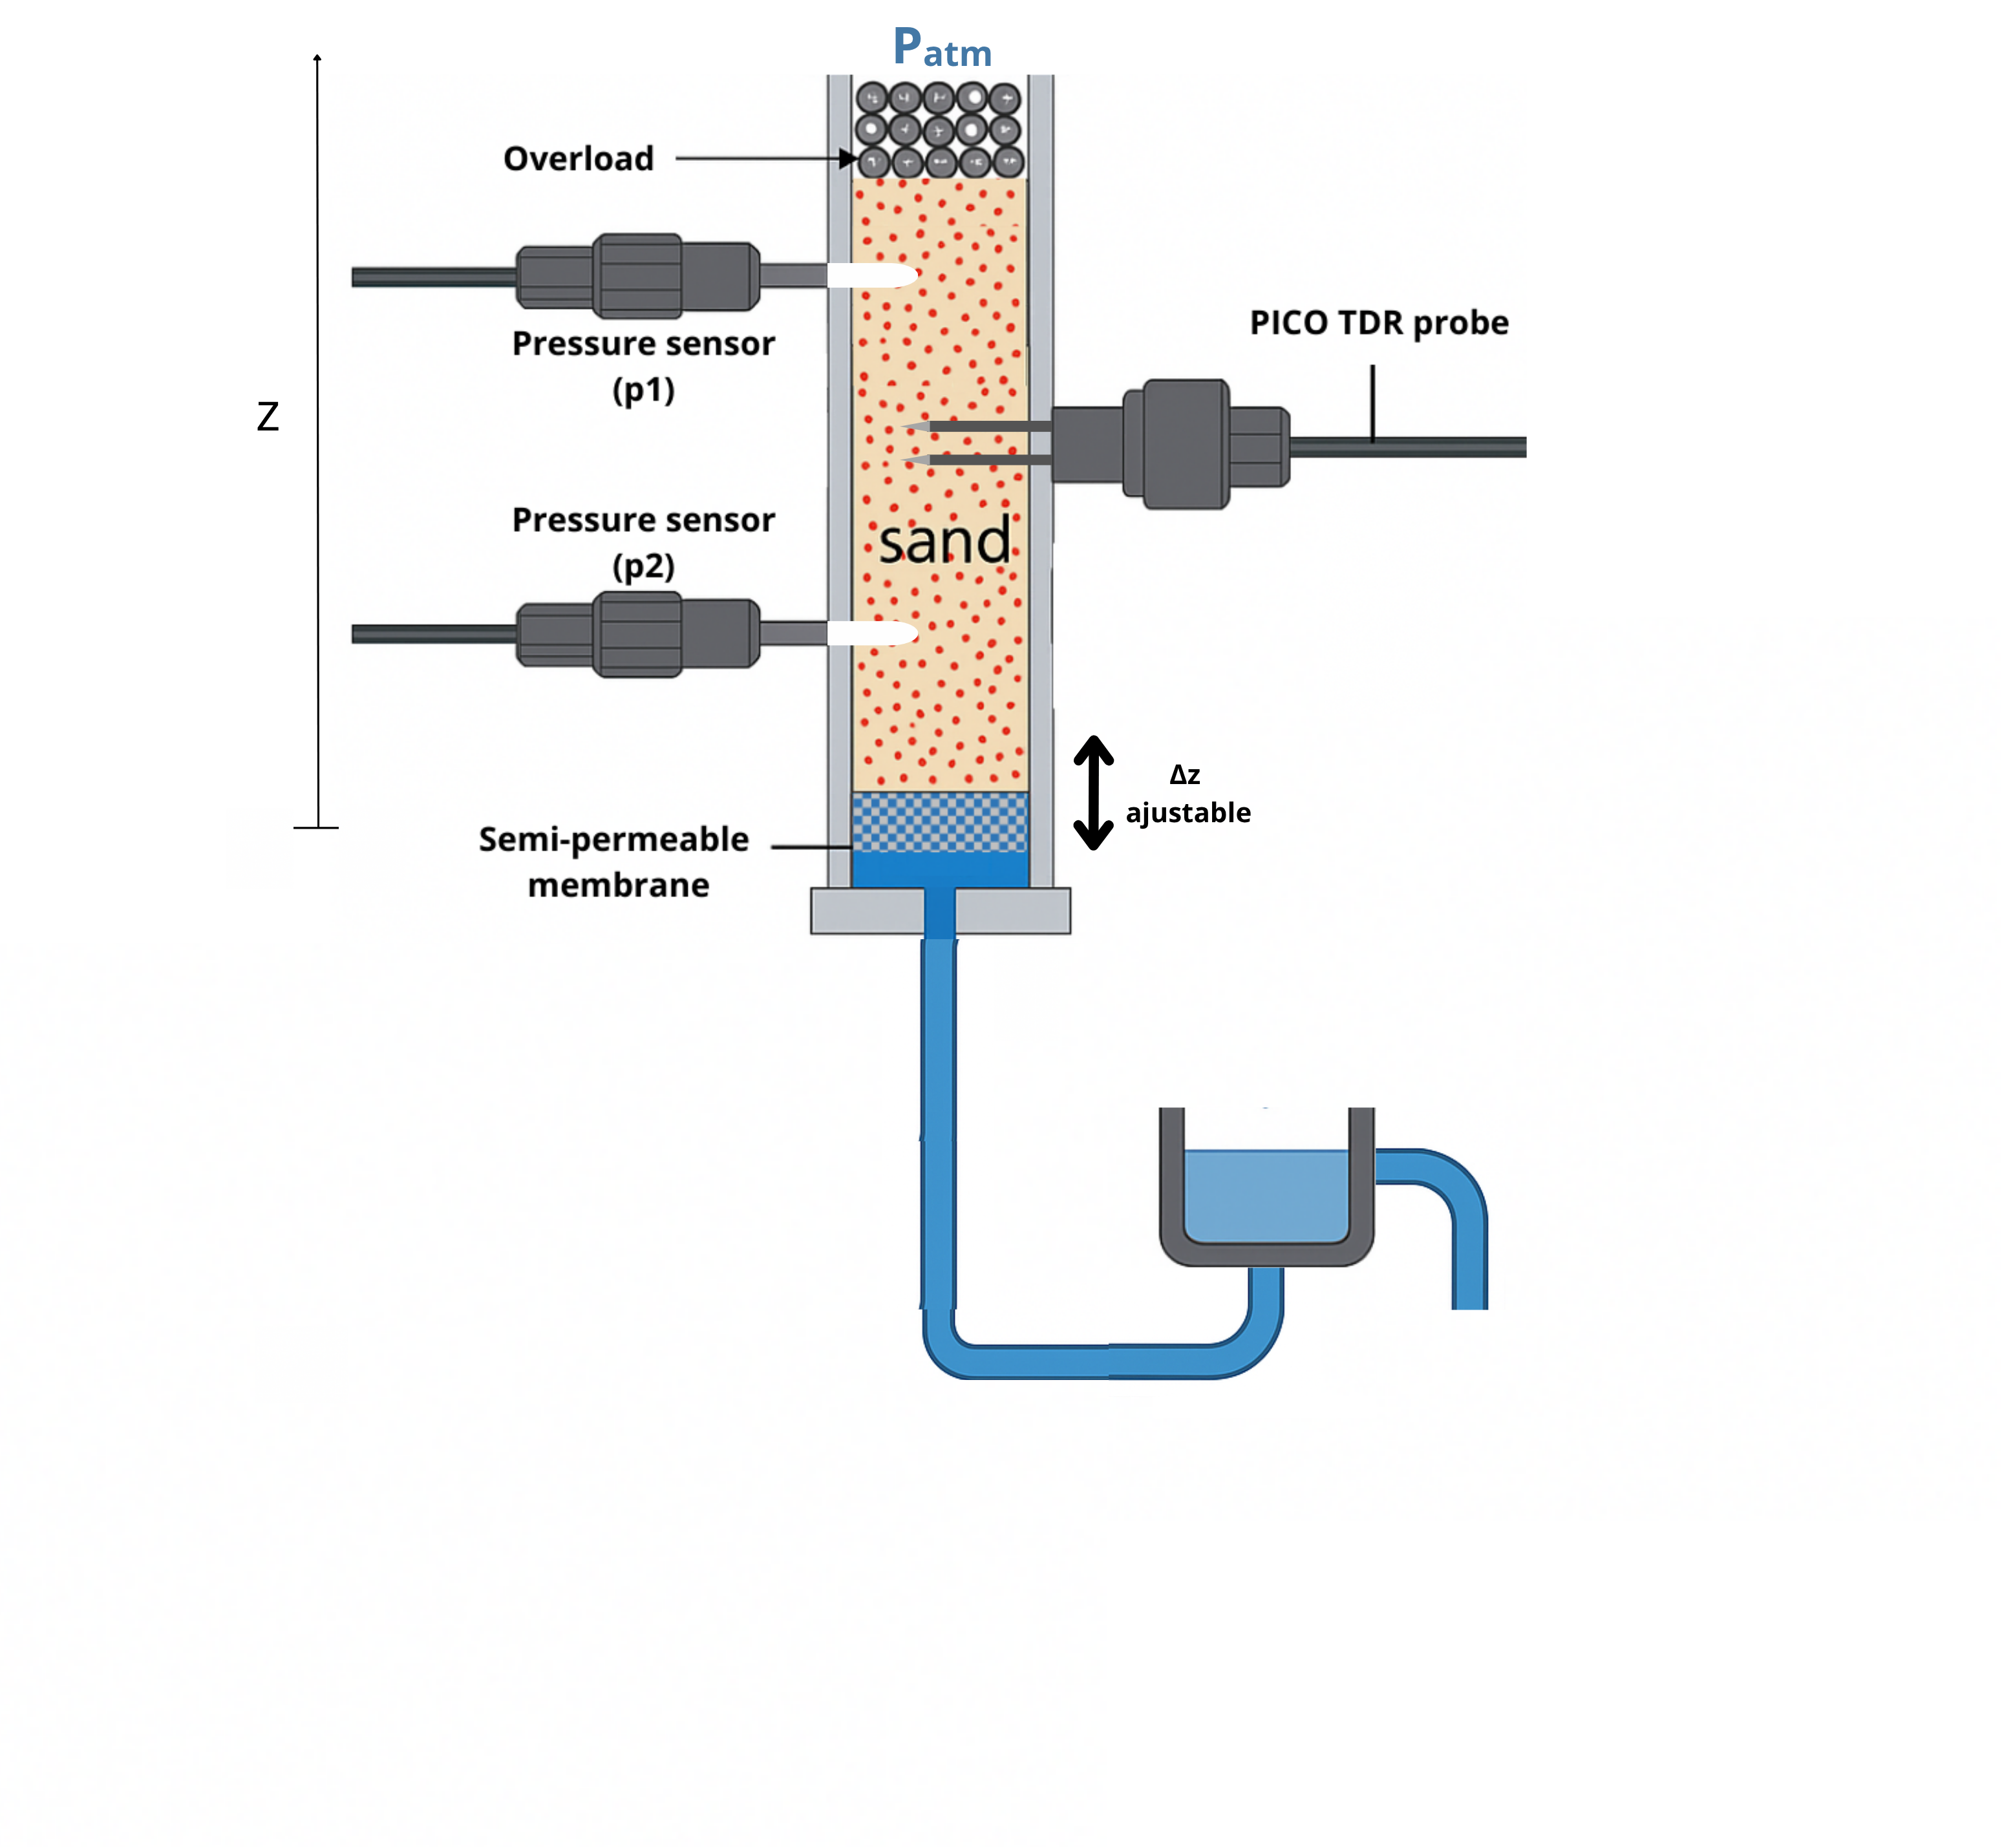 Patm
Overload
Pressure sensor
(p1)
PICO TDR probe
Z
Pressure sensor
(p2)
sand
Δz
ajustable
Semi-permeable
membrane